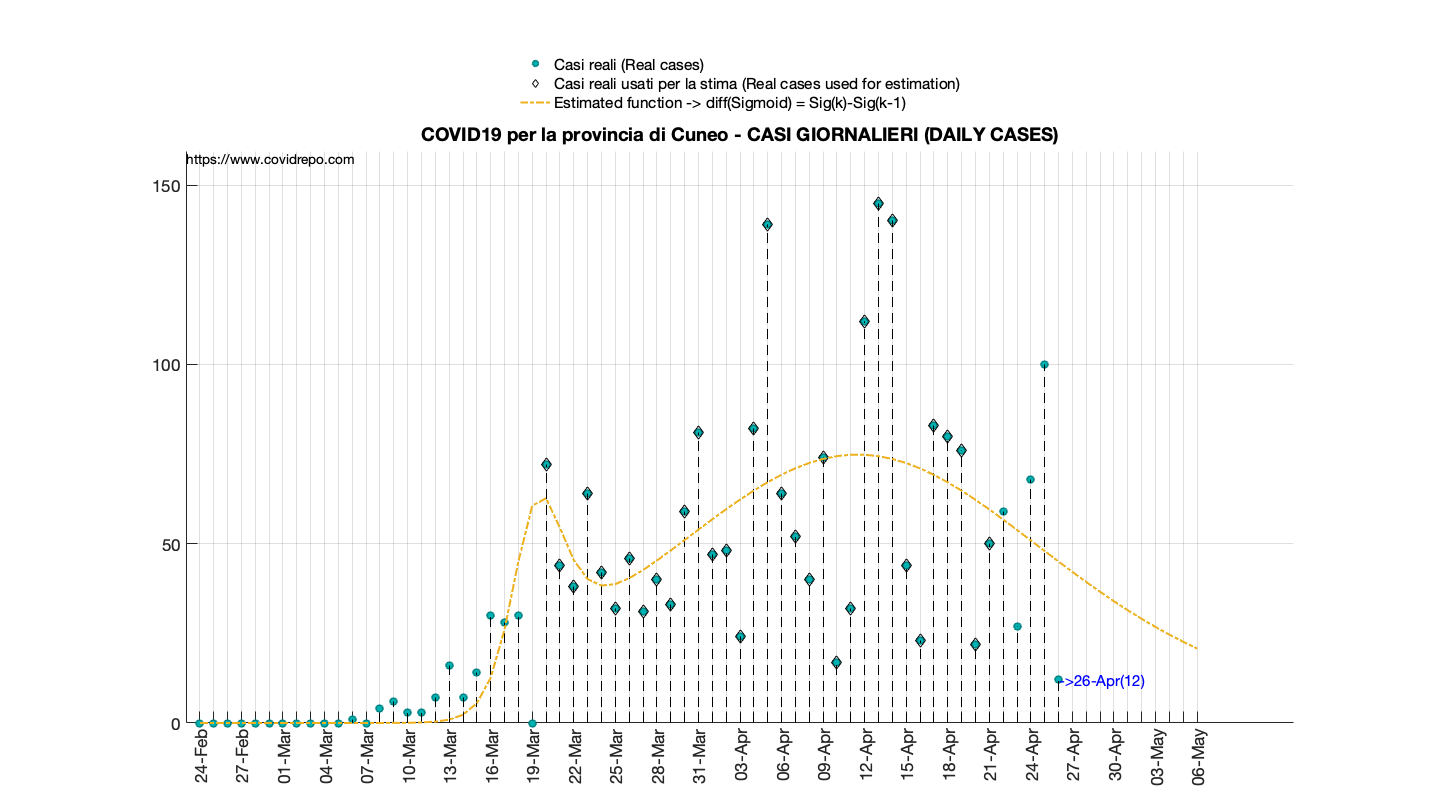 Casi reali (Real cases)
Casi reali usati per la stima (Real cases used for estimation)
Estimated function -> diff(Sigmoid) = Sig(k)-Sig(k-1)
COVID19 per la provincia di Cuneo - CASI GIORNALIERI (DAILY CASES)
https://www.covidrepo.com
150
100
50
0
->26-Apr(12)
24-Feb
27-Feb
01-Mar
04-Mar
07-Mar
10-Mar
13-Mar
16-Mar
19-Mar
22-Mar
25-Mar
28-Mar
31-Mar
03-Apr
06-Apr
09-Apr
12-Apr
15-Apr
18-Apr
21-Apr
24-Apr
27-Apr
30-Apr
03-May
06-May